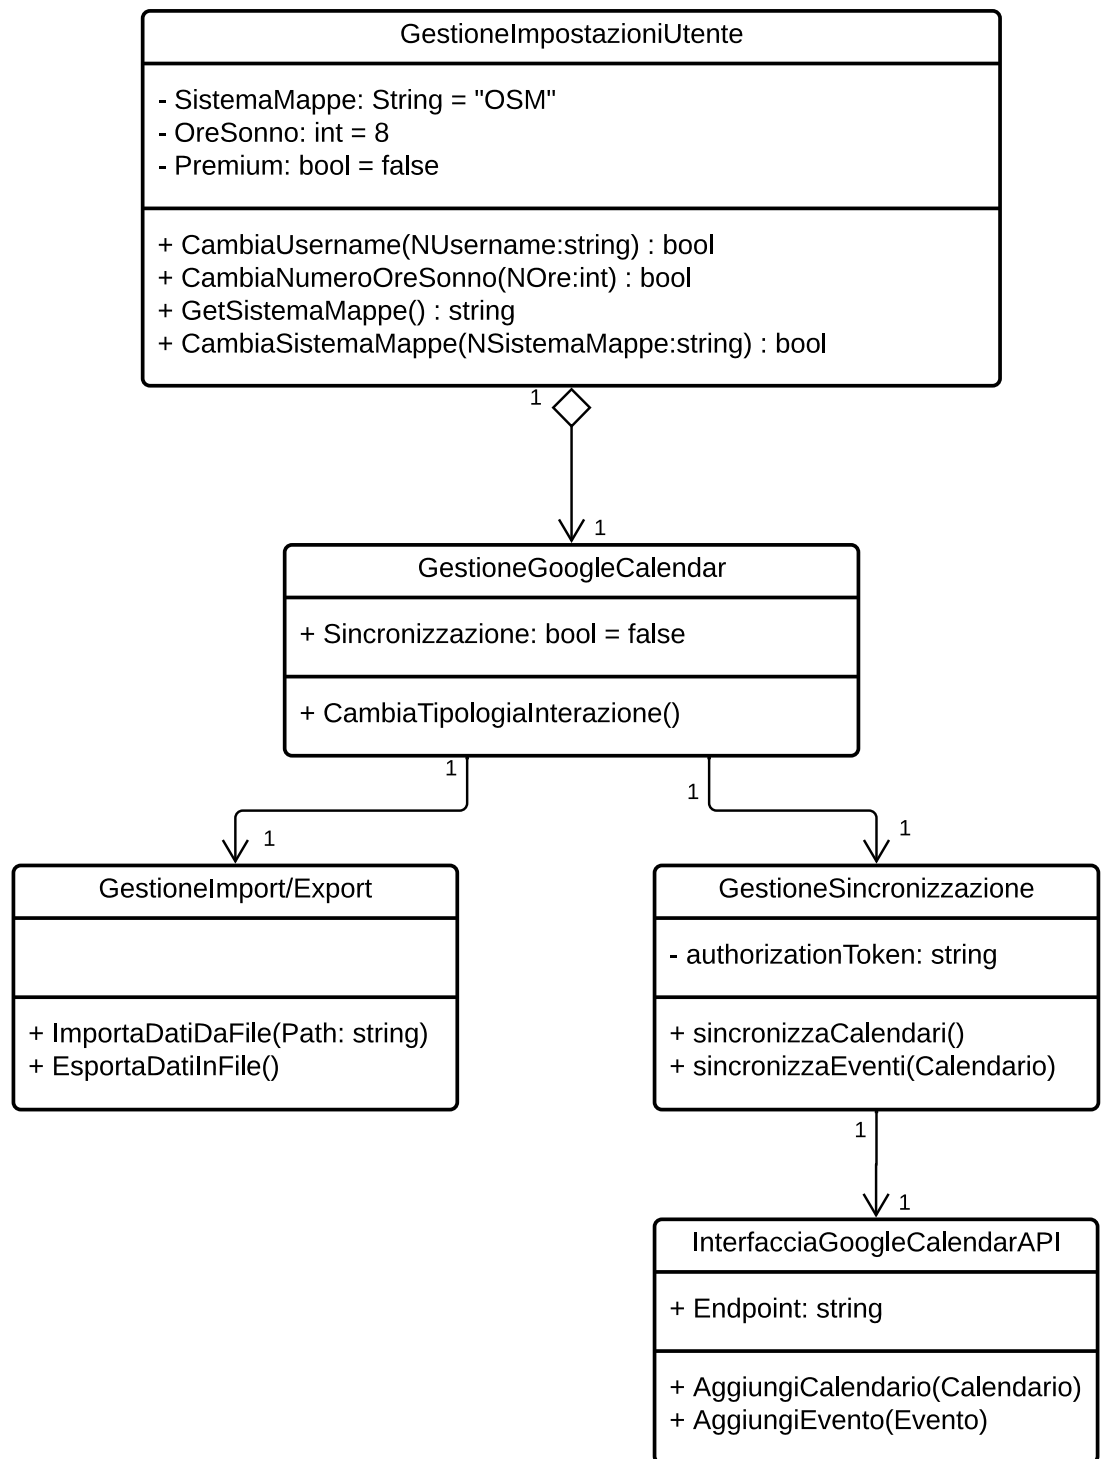 GestioneImpostazioniUtente
- SistemaMappe: String = "OSM"
- OreSonno: int = 8
- Premium: bool = false
+ CambiaUsername(NUsername:string) : bool
+ CambiaNumeroOreSonno(NOre:int) : bool
+ GetSistemaMappe() : string
+ CambiaSistemaMappe(NSistemaMappe:string) : bool
1
1
GestioneGoogleCalendar
+ Sincronizzazione: bool = false
+ CambiaTipologiaInterazione()
1
1
1
1
GestioneImport/Export
+ ImportaDatiDaFile(Path: string)
+ EsportaDatiInFile()
GestioneSincronizzazione
- authorizationToken: string
+ sincronizzaCalendari()
+ sincronizzaEventi(Calendario)
1
1
InterfacciaGoogleCalendarAPI
+ Endpoint: string
+ AggiungiCalendario(Calendario)
+ AggiungiEvento(Evento)